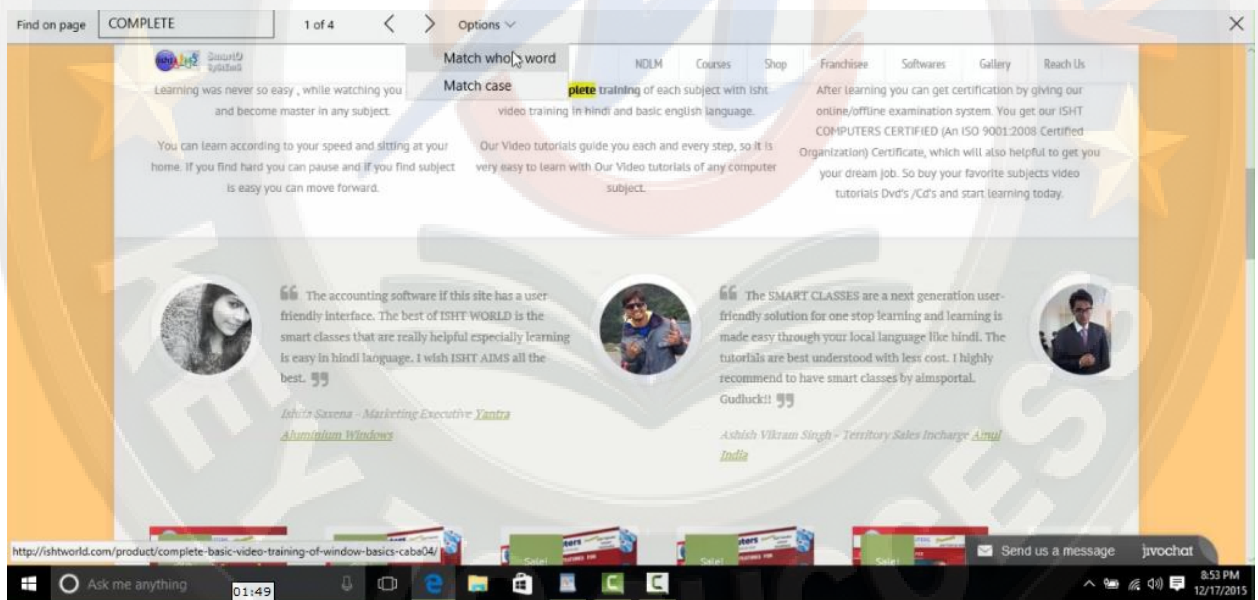 Find on page COMPLETE 1 of 4 Options
Match whole word
Match case
SmartO
NDLM Courses Shop Franchisee Softwares Gallery Reach Us
Learning was never so easy , while watching you
and become master in any subject.
You can learn according to your speed and sitting at your
home. If you find hard you can pause and if you find subject
is easy you can move forward.
plete training of each subject with Isht
video training in hindi and basic english language.
Our Video tutorials guide you each and every step, so it is
very easy to learn with Our Video tutorials of any computer
subject.
After learning you can get certification by giving our
online/offline examination system. You get our ISHT
COMPUTERS CERTIFIED (An ISO 9001:2008 Certified
Organization) Certificate, which will also helpful to get you
your dream job. So buy your favorite subjects video
tutorials Dvd's /Cd's and start learning today.
The accounting software if this site has a user
friendly interface. The best of ISHT WORLD is the
smart classes that are really helpful especially learning
is easy in hindi language. I wish ISHT AIMS all the
best.
Ishita Saxena - Marketing Executive Yantra
Aluminium Windows
The SMART CLASSES are a next generation user-
friendly solution for one stop learning and learning is
made easy through your local language like hindi. The
tutorials are best understood with less cost. I highly
recommend to have smart classes by aimsportal.
Gudluck!!
Ashish Vikram Singh - Territory Sales Incharge Amul
India
Sale! Sale! Sale!
http://ishtworld.com/product/complete-basic-video-training-of-window-basics-caba04/
Send us a message jivochat
Ask me anything
01:49
8:53 PM
12/17/2015